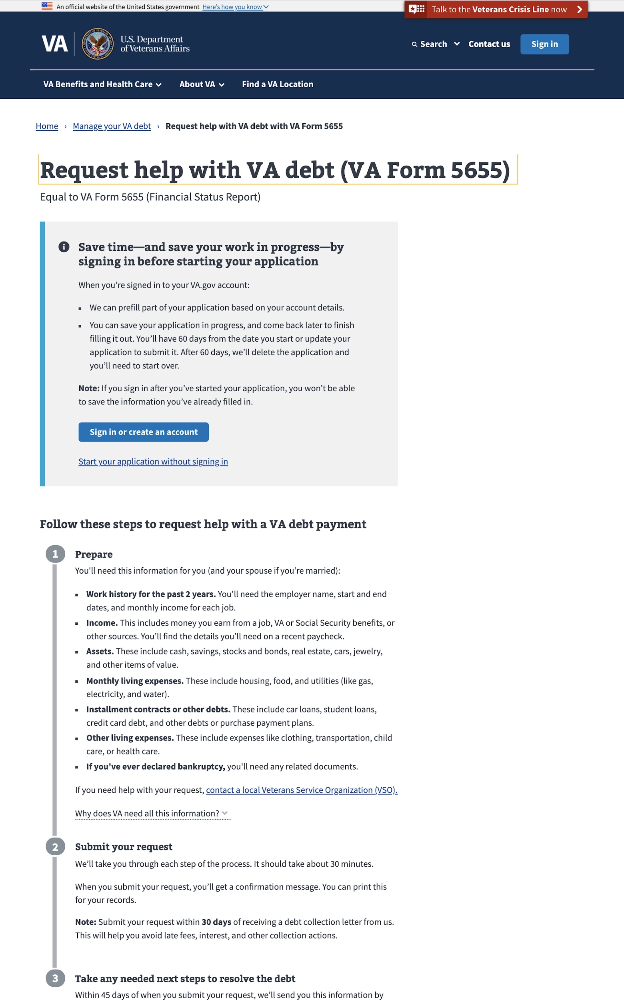 An official website of the United States government Here's how you know
Talk to the Veterans Crisis Line now
VA
U.S. Department
of Veterans Affairs
Search
Contact us
Sign in
VA Benefits and Health Care
About VA
Find a VA Location
Home › Manage your VA debt › Request help with VA debt with VA Form 5655
Request help with VA debt (VA Form 5655)
Equal to VA Form 5655 (Financial Status Report)
Save time—and save your work in progress—by
signing in before starting your application
When you’re signed in to your VA.gov account:
▪ We can prefill part of your application based on your account details.
▪ You can save your application in progress, and come back later to finish
filling it out. You’ll have 60 days from the date you start or update your
application to submit it. After 60 days, we’ll delete the application and
you’ll need to start over.
Note: If you sign in after you’ve started your application, you won’t be able
to save the information you’ve already filled in.
Sign in or create an account
Start your application without signing in
Follow these steps to request help with a VA debt payment
1 Prepare
You'll need this information for you (and your spouse if you’re married):
▪ Work history for the past 2 years. You'll need the employer name, start and end
dates, and monthly income for each job.
▪ Income. This includes money you earn from a job, VA or Social Security benefits, or
other sources. You’ll find the details you’ll need on a recent paycheck.
▪ Assets. These include cash, savings, stocks and bonds, real estate, cars, jewelry,
and other items of value.
▪ Monthly living expenses. These include housing, food, and utilities (like gas,
electricity, and water).
▪ Installment contracts or other debts. These include car loans, student loans,
credit card debt, and other debts or purchase payment plans.
▪ Other living expenses. These include expenses like clothing, transportation, child
care, or health care.
▪ If you've ever declared bankruptcy, you'll need any related documents.
If you need help with your request, contact a local Veterans Service Organization (VSO).
Why does VA need all this information?
2 Submit your request
We’ll take you through each step of the process. It should take about 30 minutes.
When you submit your request, you’ll get a confirmation message. You can print this
for your records.
Note: Submit your request within 30 days of receiving a debt collection letter from us.
This will help you avoid late fees, interest, and other collection actions.
3 Take any needed next steps to resolve the debt
Within 45 days of when you submit your request, we’ll send you this information by